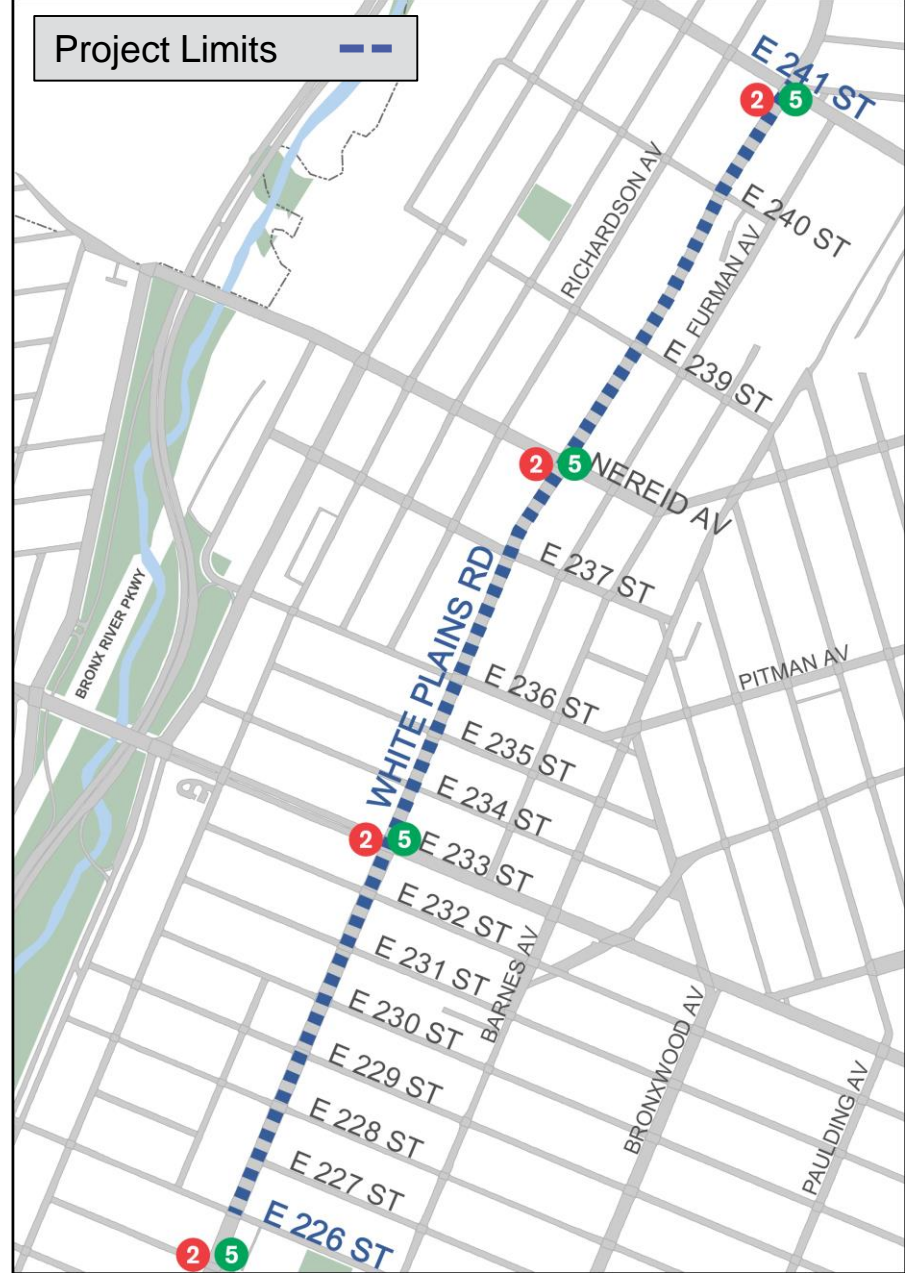 Project Limits
E 241 ST
2 5
RICHARDSON AV
E 240 ST
FURMAN AV
E 239 ST
2 5
NEREID AV
E 237 ST
WHITE PLAINS RD
BRONX RIVER PKWY
PITMAN AV
E 236 ST
E 235 ST
E 234 ST
2 5
E 233 ST
E 232 ST
E 231 ST
BARNES AV
E 230 ST
BRONXWOOD AV
E 229 ST
PAULDING AV
E 228 ST
E 227 ST
E 226 ST
2 5